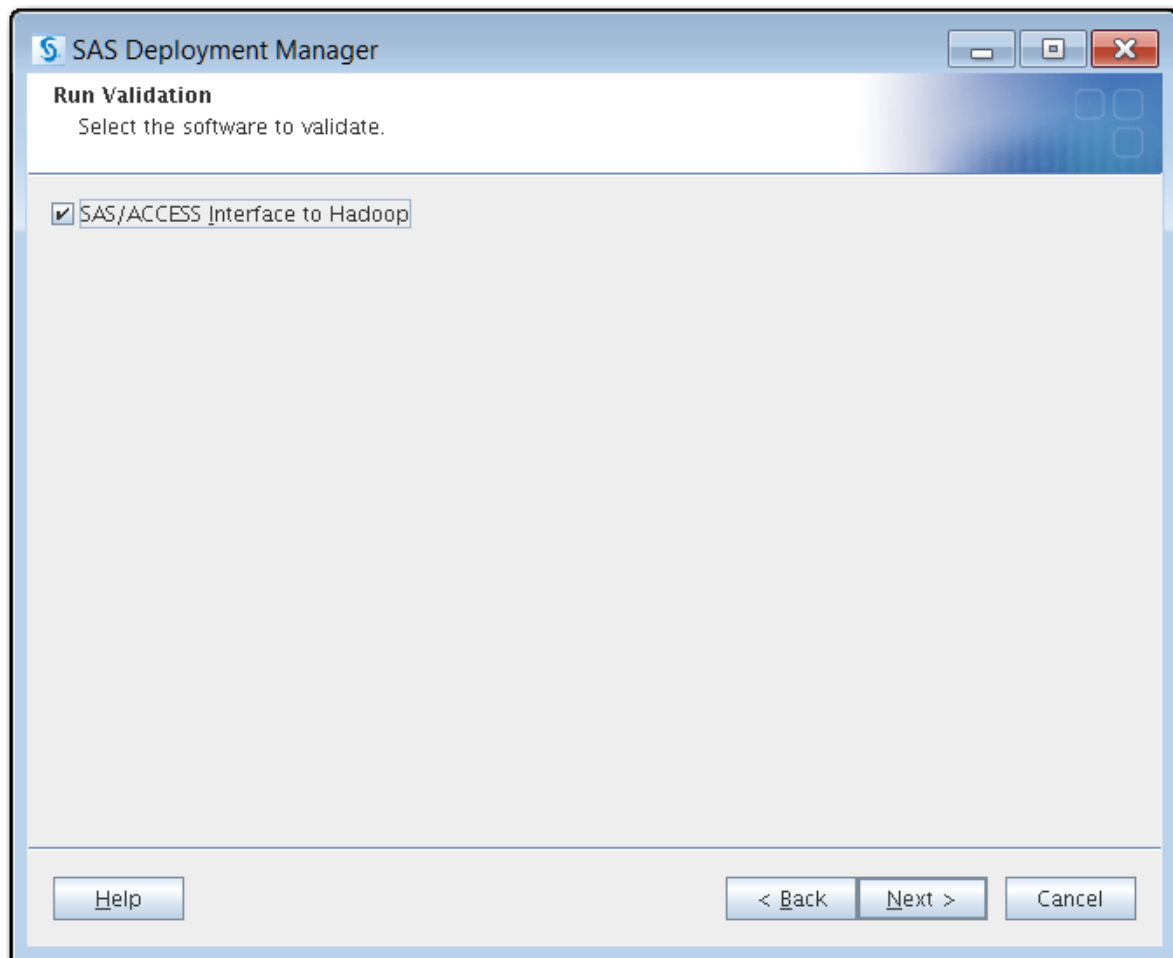 SAS Deployment Manager
Run Validation
Select the software to validate.
SAS/ACCESS Interface to Hadoop
Help
< Back
Next >
Cancel